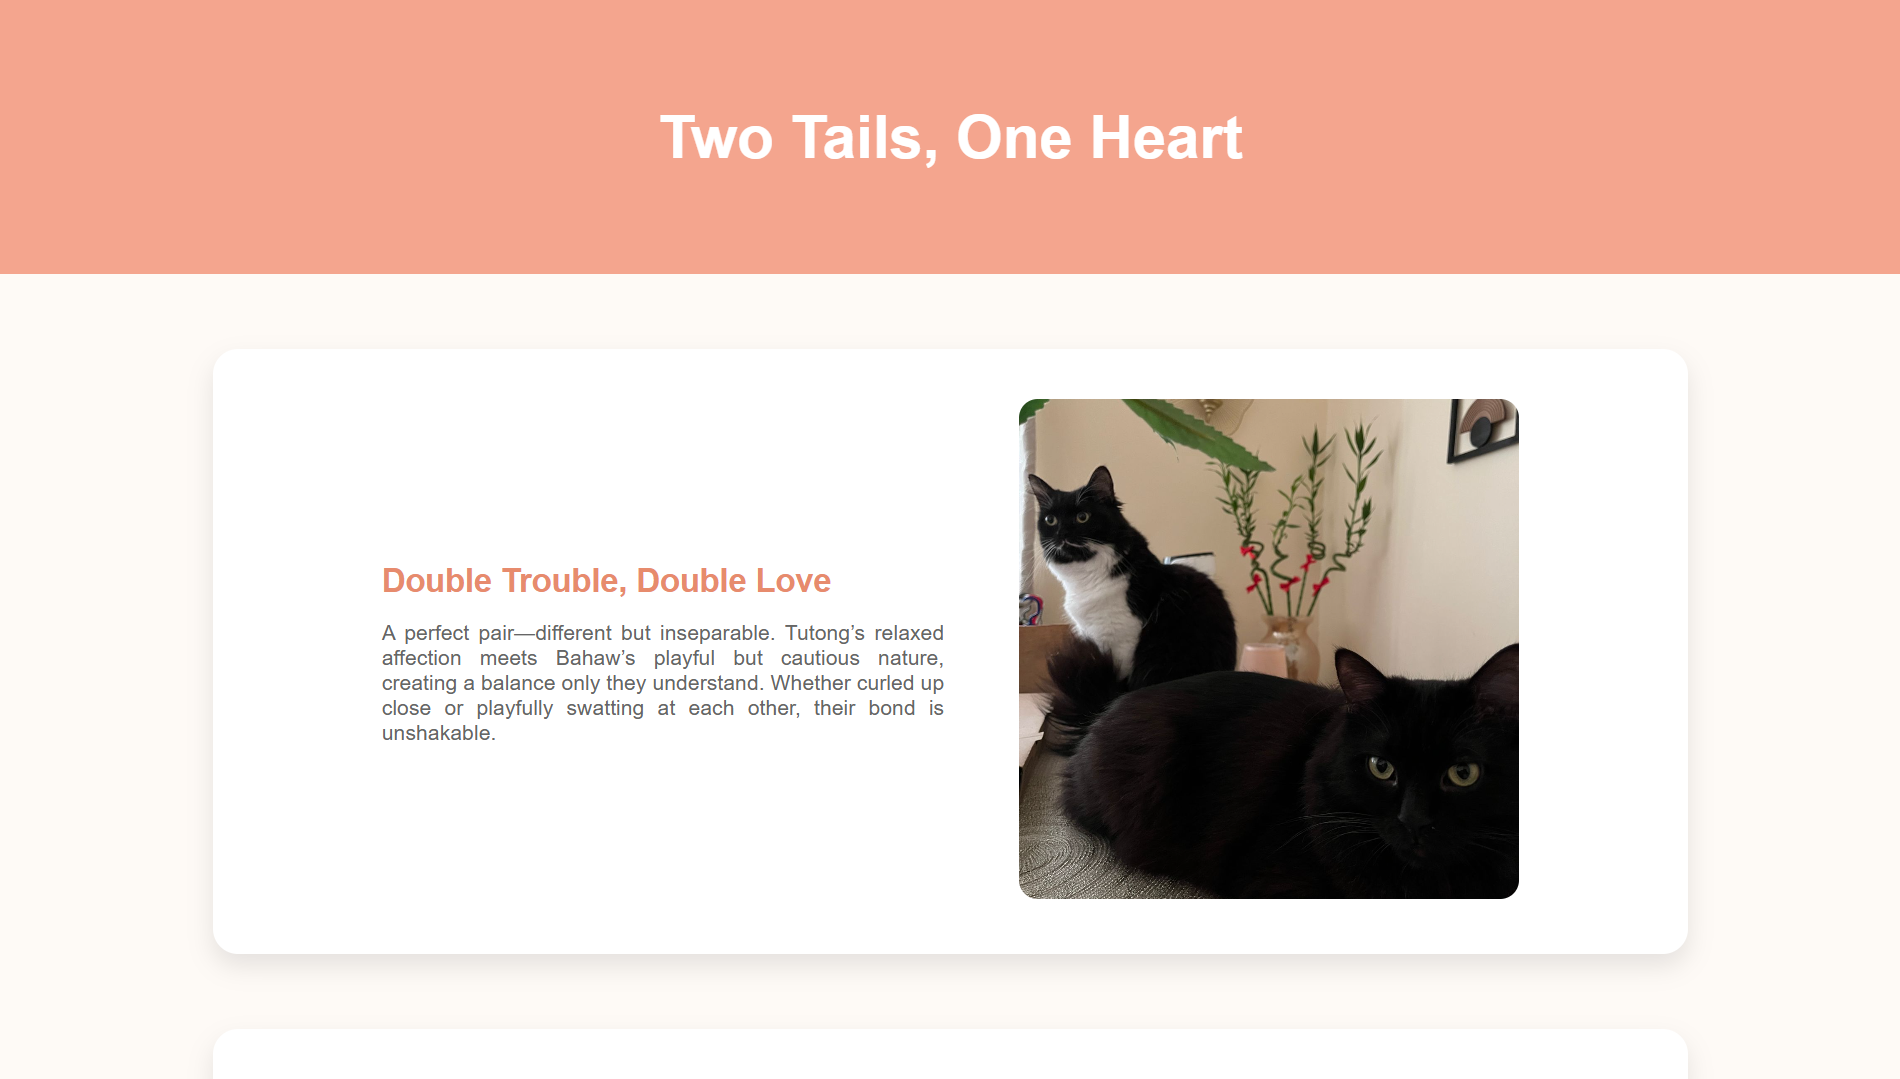 Two Tails, One Heart
Double Trouble, Double Love
A perfect pair—different but inseparable. Tutong’s relaxed
affection meets Bahaw’s playful but cautious nature,
creating a balance only they understand. Whether curled up
close or playfully swatting at each other, their bond is
unshakable.